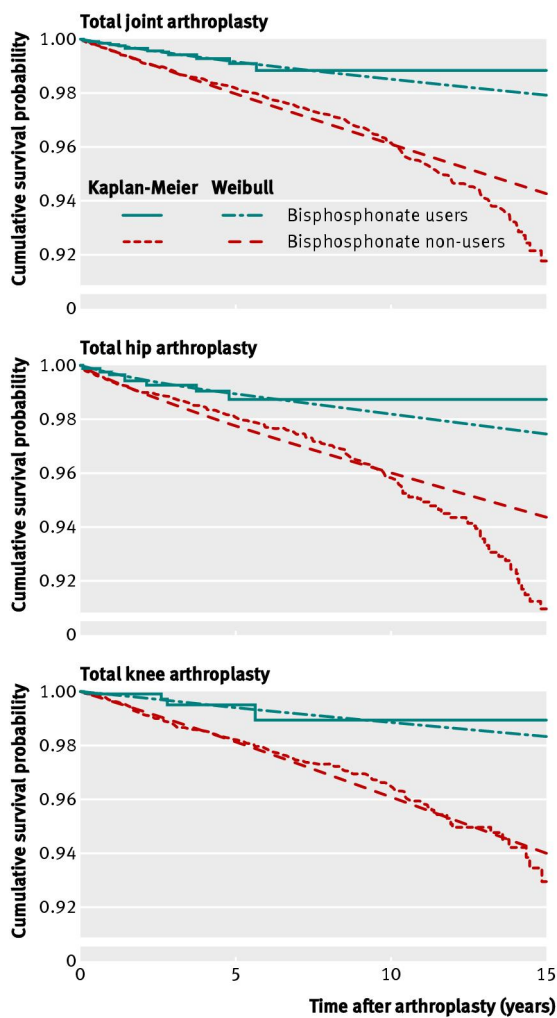 Total joint arthroplasty
Cumulative survival probability
1.00
0.98
0.96
0.94
0.92
0
Kaplan-Meier Weibull
Bisphosphonate users
Bisphosphonate non-users
Total hip arthroplasty
Cumulative survival probability
1.00
0.98
0.96
0.94
0.92
0
Total knee arthroplasty
Cumulative survival probability
1.00
0.98
0.96
0.94
0.92
0
0 5 10 15
Time after arthroplasty (years)